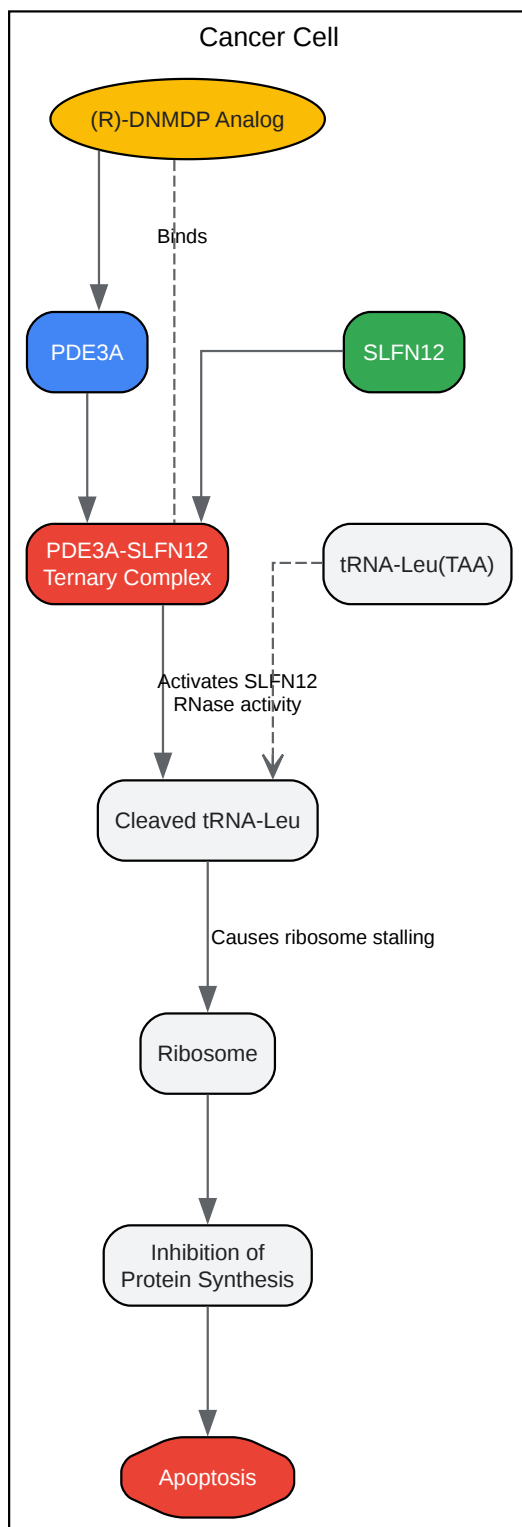 Cancer Cell
(R)-DNMDP Analog
Binds
PDE3A
SLFN12
PDE3A-SLFN12
Ternary Complex
tRNA-Leu(TAA)
Activates SLFN12
RNase activity
Cleaved tRNA-Leu
Causes ribosome stalling
Ribosome
Inhibition of
Protein Synthesis
Apoptosis